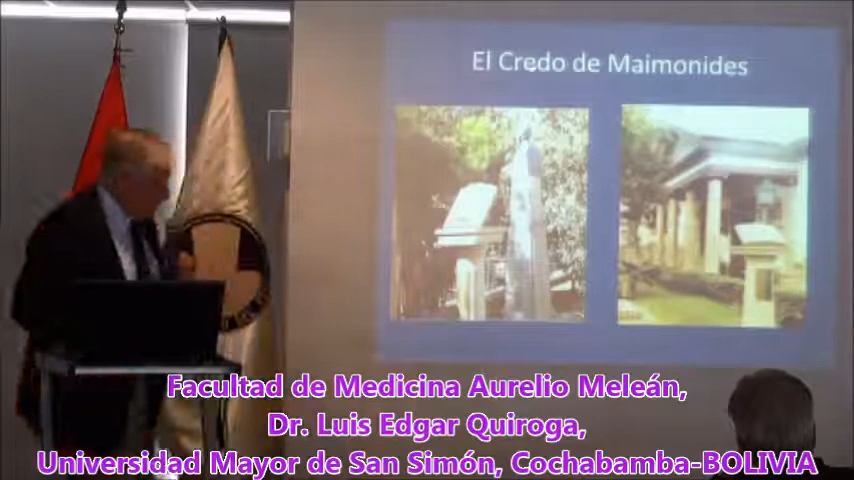 El Credo de Maimonides
Facultad de Medicina Aurelio Meleán,
Dr. Luis Edgar Quiroga,
Universidad Mayor de San Simón, Cochabamba-BOLIVIA